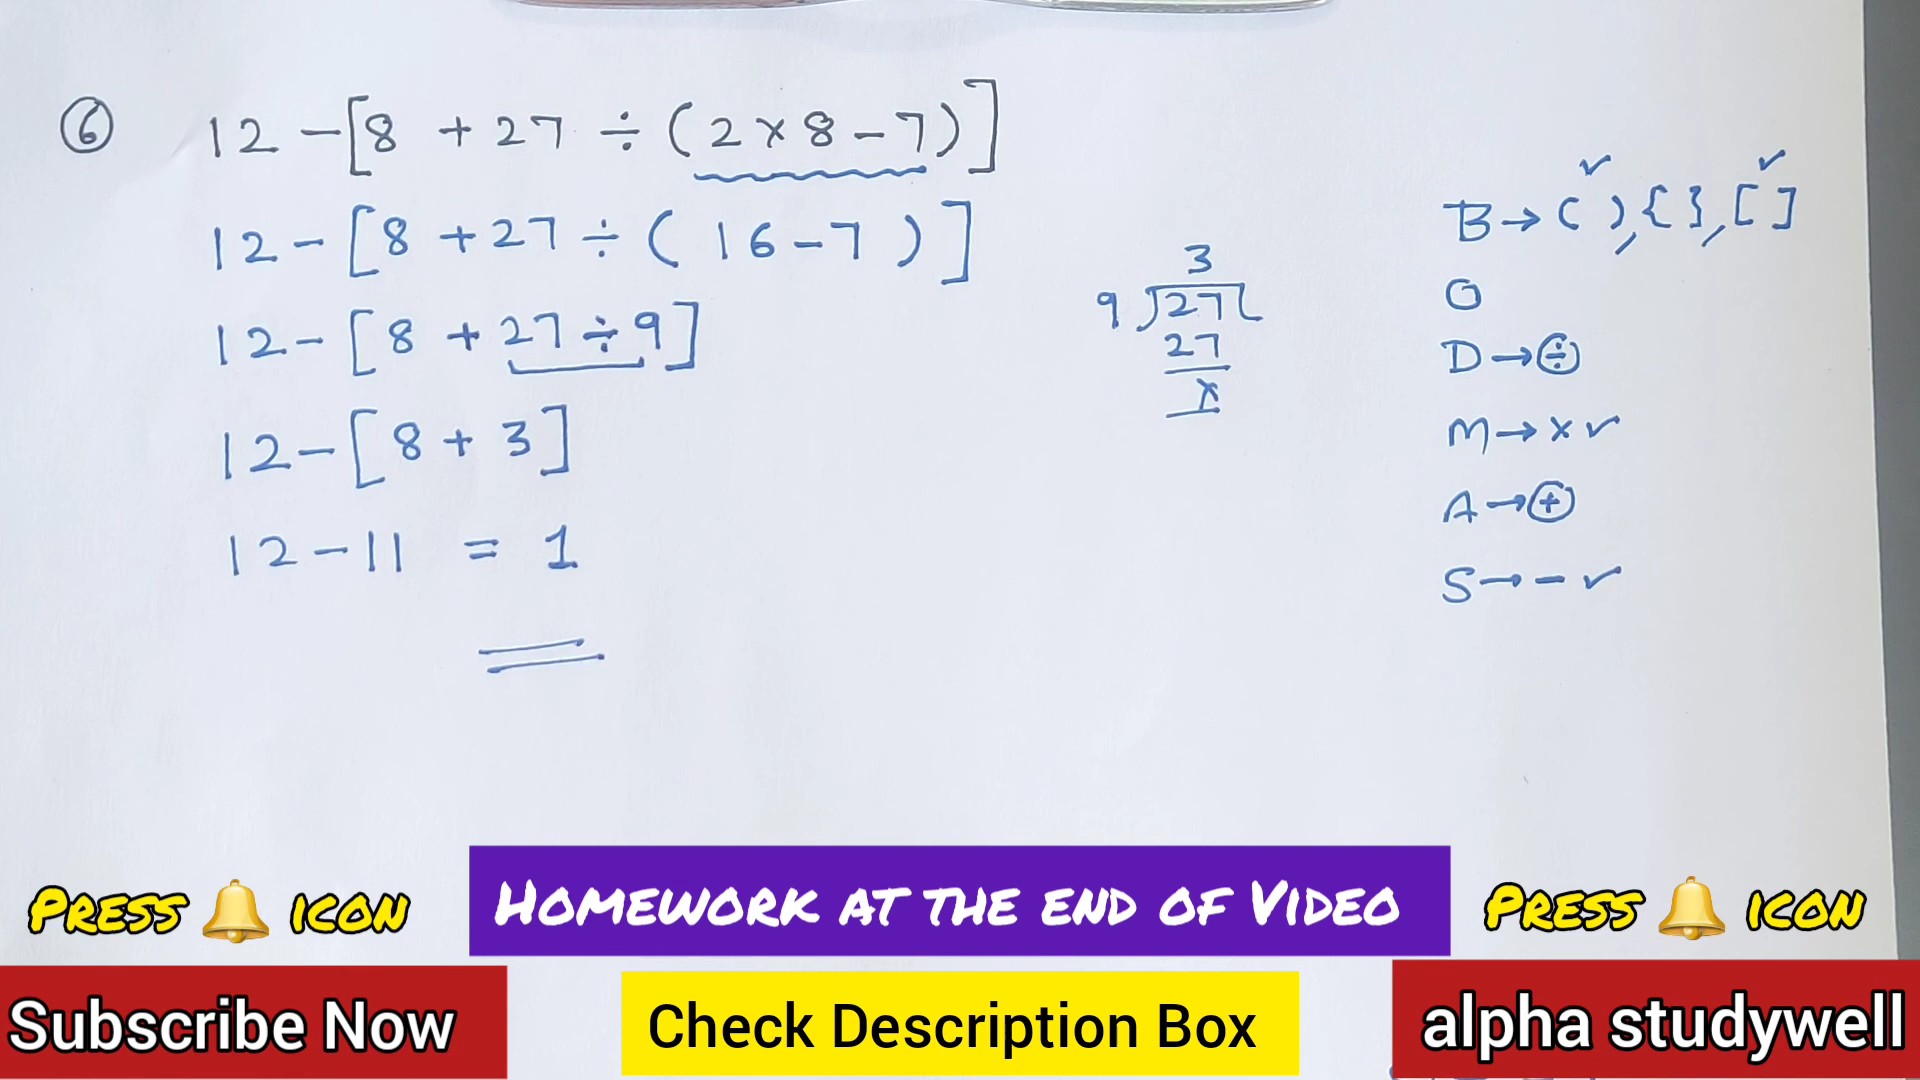 6 12 - [8 + 27 ÷ (2 × 8 - 7)]
12 - [8 + 27 ÷ (16 - 7)]
12 - [8 + 27 ÷ 9]
12 - [8 + 3]
12 - 11 = 1
3
9 27
27
x
B → ( ), { }, [ ]
O
D → ÷
M → × ✓
A → +
S → - ✓
PRESS 🔔 ICON
HOMEWORK AT THE END OF VIDEO
PRESS 🔔 ICON
Subscribe Now
Check Description Box
alpha studywell